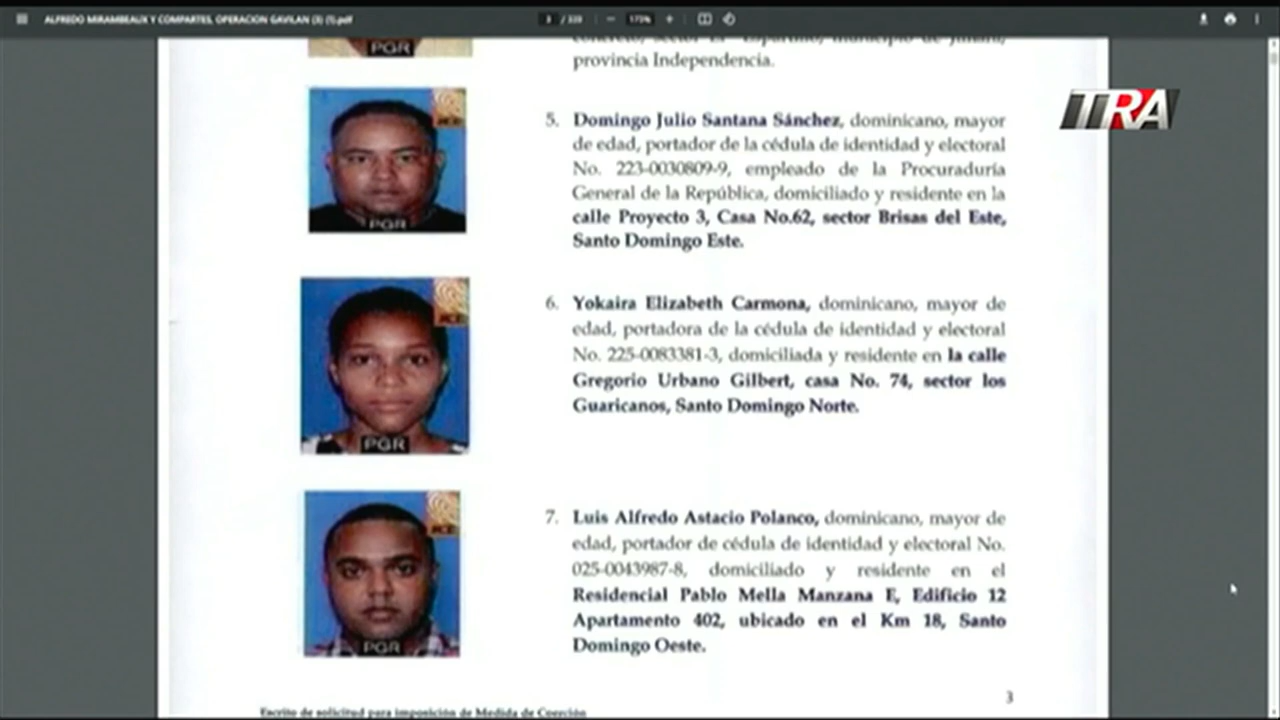 ALFREDO MIRAMBEAUX Y COMPARTES, OPERACION GAVILAN (3) (1).pdf
3 / 339
175%
TRA
PGR
provincia Independencia.
5. Domingo Julio Santana Sánchez, dominicano, mayor
de edad, portador de la cédula de identidad y electoral
No. 223-0030809-9, empleado de la Procuraduría
General de la República, domiciliado y residente en la
calle Proyecto 3, Casa No.62, sector Brisas del Este,
Santo Domingo Este.
PGR
6. Yokaira Elizabeth Carmona, dominicano, mayor de
edad, portadora de la cédula de identidad y electoral
No. 225-0083381-3, domiciliada y residente en la calle
Gregorio Urbano Gilbert, casa No. 74, sector los
Guaricanos, Santo Domingo Norte.
PGR
7. Luis Alfredo Astacio Polanco, dominicano, mayor de
edad, portador de cédula de identidad y electoral No.
025-0043987-8, domiciliado y residente en el
Residencial Pablo Mella Manzana E, Edificio 12
Apartamento 402, ubicado en el Km 18, Santo
Domingo Oeste.
PGR
3
Escrito de solicitud para imposición de Medida de Coerción